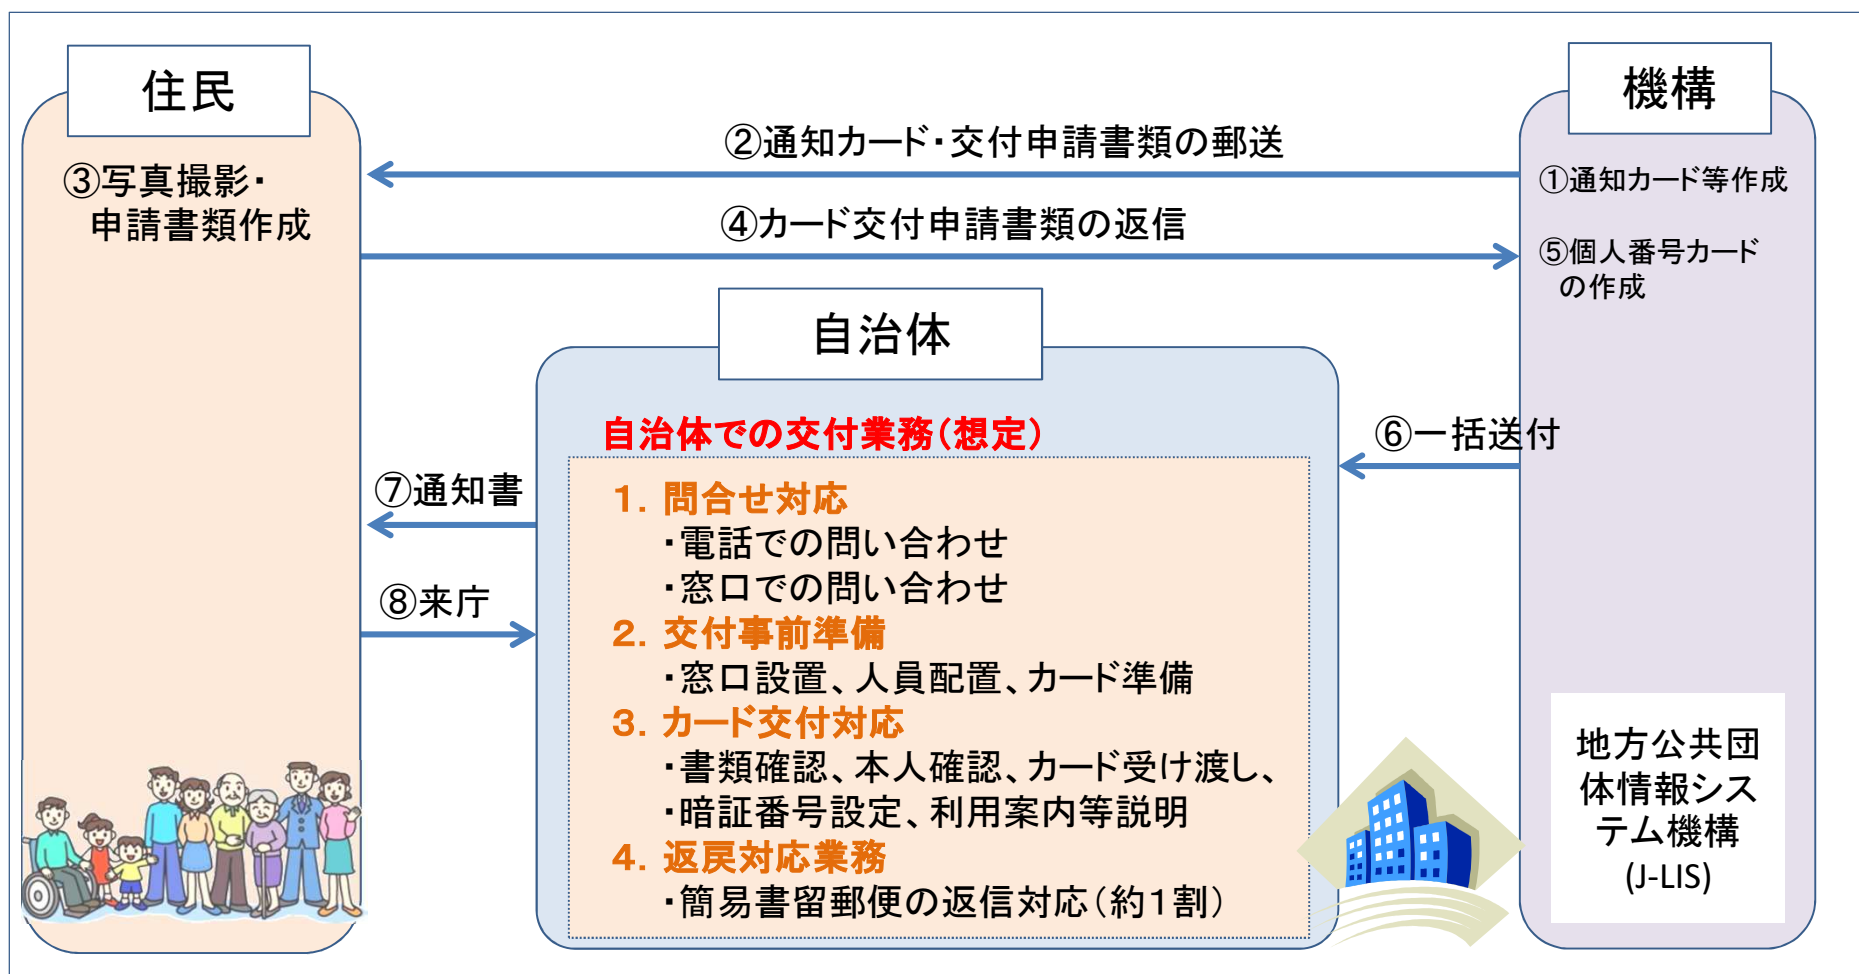 住民
③写真撮影・
申請書類作成
②通知カード・交付申請書類の郵送
④カード交付申請書類の返信
機構
①通知カード等作成
⑤個人番号カード
の作成
自治体
自治体での交付業務（想定）
1．問合せ対応
・電話での問い合わせ
・窓口での問い合わせ
2．交付事前準備
・窓口設置、人員配置、カード準備
3．カード交付対応
・書類確認、本人確認、カード受け渡し、
・暗証番号設定、利用案内等説明
4．返戻対応業務
・簡易書留郵便の返信対応（約１割）
⑥一括送付
⑦通知書
⑧来庁
地方公共団
体情報シス
テム機構
(J-LIS)